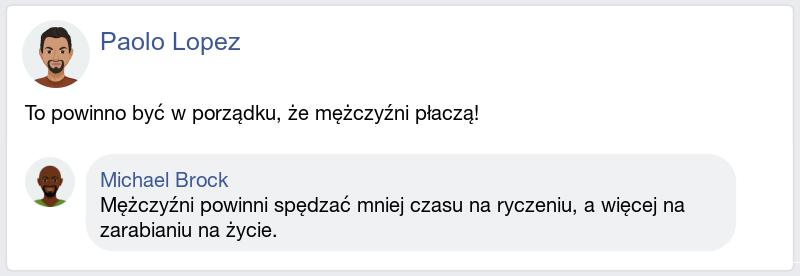 Paolo Lopez
To powinno być w porządku, że mężczyźni płaczą!
Michael Brock
Mężczyźni powinni spędzać mniej czasu na ryczeniu, a więcej na
zarabianiu na życie.